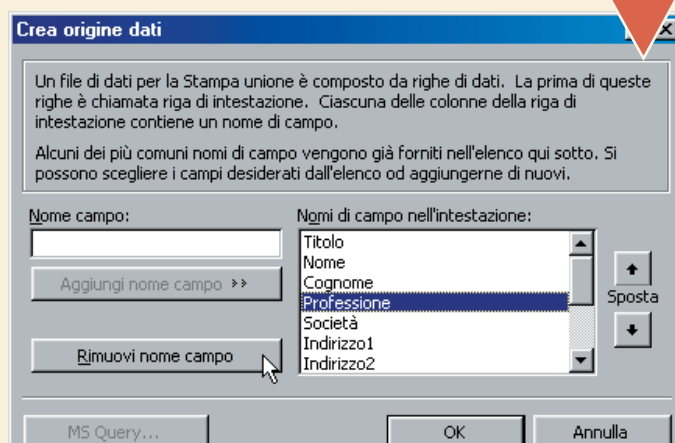 Crea origine dati
Un file di dati per la Stampa unione è composto da righe di dati. La prima di queste
righe è chiamata riga di intestazione. Ciascuna delle colonne della riga di
intestazione contiene un nome di campo.
Alcuni dei più comuni nomi di campo vengono già forniti nell'elenco qui sotto. Si
possono scegliere i campi desiderati dall'elenco od aggiungerne di nuovi.
Nome campo:
Nomi di campo nell'intestazione:
Titolo
Nome
Cognome
Professione
Società
Indirizzo1
Indirizzo2
Aggiungi nome campo >>
Rimuovi nome campo
Sposta
MS Query...
OK
Annulla